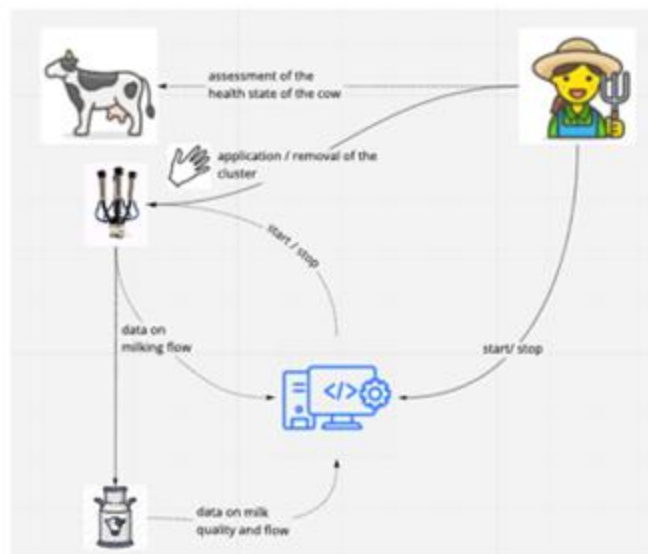 assessment of the
health state of the cow
application / removal of the
cluster
start / stop
data on
milking flow
start/ stop
</>
data on milk
quality and flow